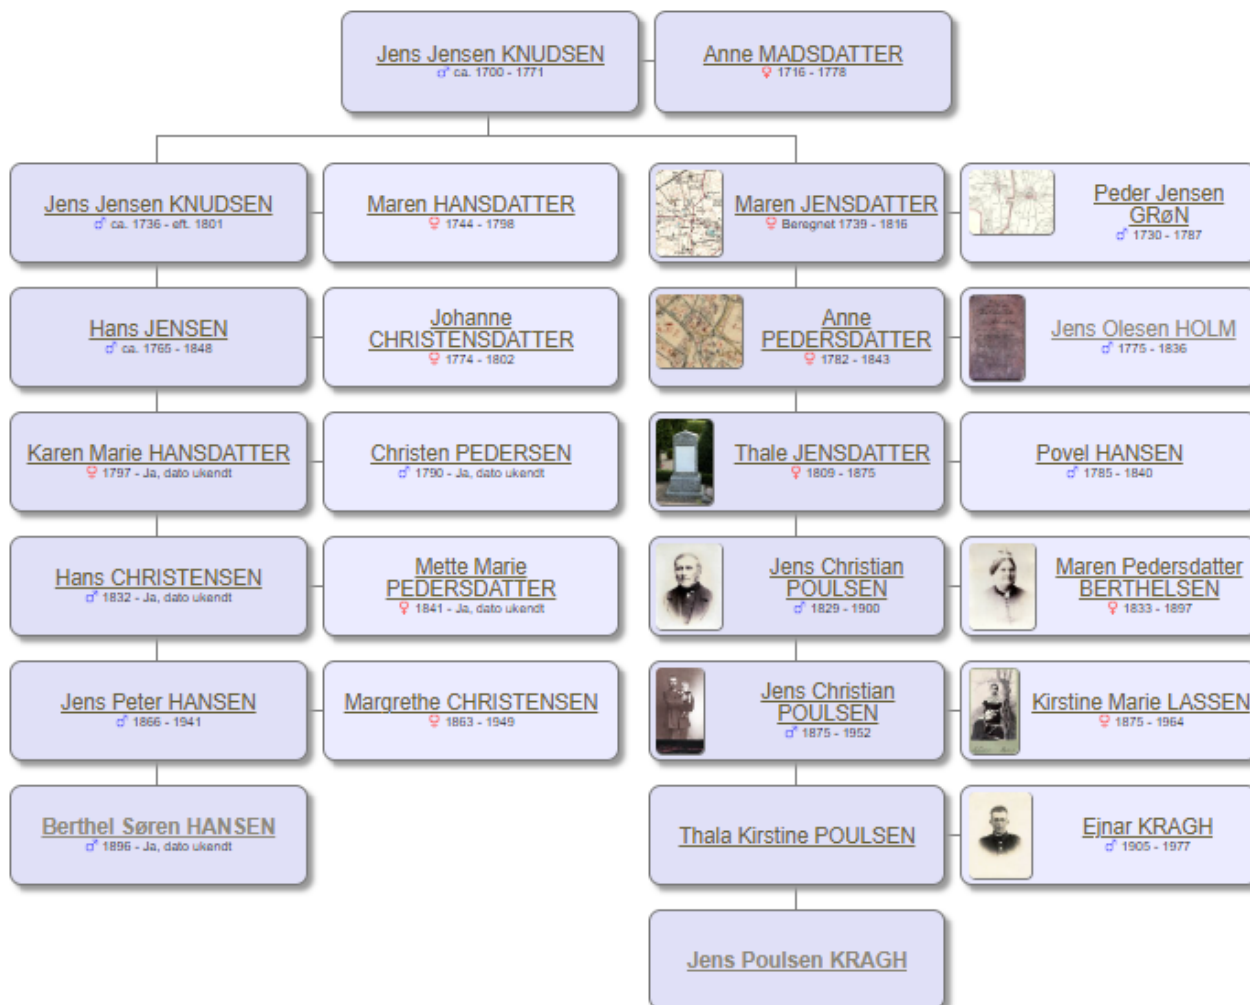 Jens Jensen KNUDSEN
♂ ca. 1700 - 1771
Anne MADSDATTER
♀ 1716 - 1778
Jens Jensen KNUDSEN
♂ ca. 1736 - eft. 1801
Maren HANSDATTER
♀ 1744 - 1798
Maren JENSDATTER
♀ Beregnet 1739 - 1816
Peder Jensen
GRøN
♂ 1730 - 1787
Hans JENSEN
♂ ca. 1765 - 1848
Johanne
CHRISTENSDATTER
♀ 1774 - 1802
Anne
PEDERSDATTER
♀ 1782 - 1843
Jens Olesen HOLM
♂ 1775 - 1836
Karen Marie HANSDATTER
♀ 1797 - Ja, dato ukendt
Christen PEDERSEN
♂ 1790 - Ja, dato ukendt
Thale JENSDATTER
♀ 1809 - 1875
Povel HANSEN
♂ 1785 - 1840
Hans CHRISTENSEN
♂ 1832 - Ja, dato ukendt
Mette Marie
PEDERSDATTER
♀ 1841 - Ja, dato ukendt
Jens Christian
POULSEN
♂ 1829 - 1900
Maren Pedersdatter
BERTHELSEN
♀ 1833 - 1897
Jens Peter HANSEN
♂ 1866 - 1941
Margrethe CHRISTENSEN
♀ 1863 - 1949
Jens Christian
POULSEN
♂ 1875 - 1952
Kirstine Marie LASSEN
♀ 1875 - 1964
Berthel Søren HANSEN
♂ 1896 - Ja, dato ukendt
Thala Kirstine POULSEN
Ejnar KRAGH
♂ 1905 - 1977
Jens Poulsen KRAGH